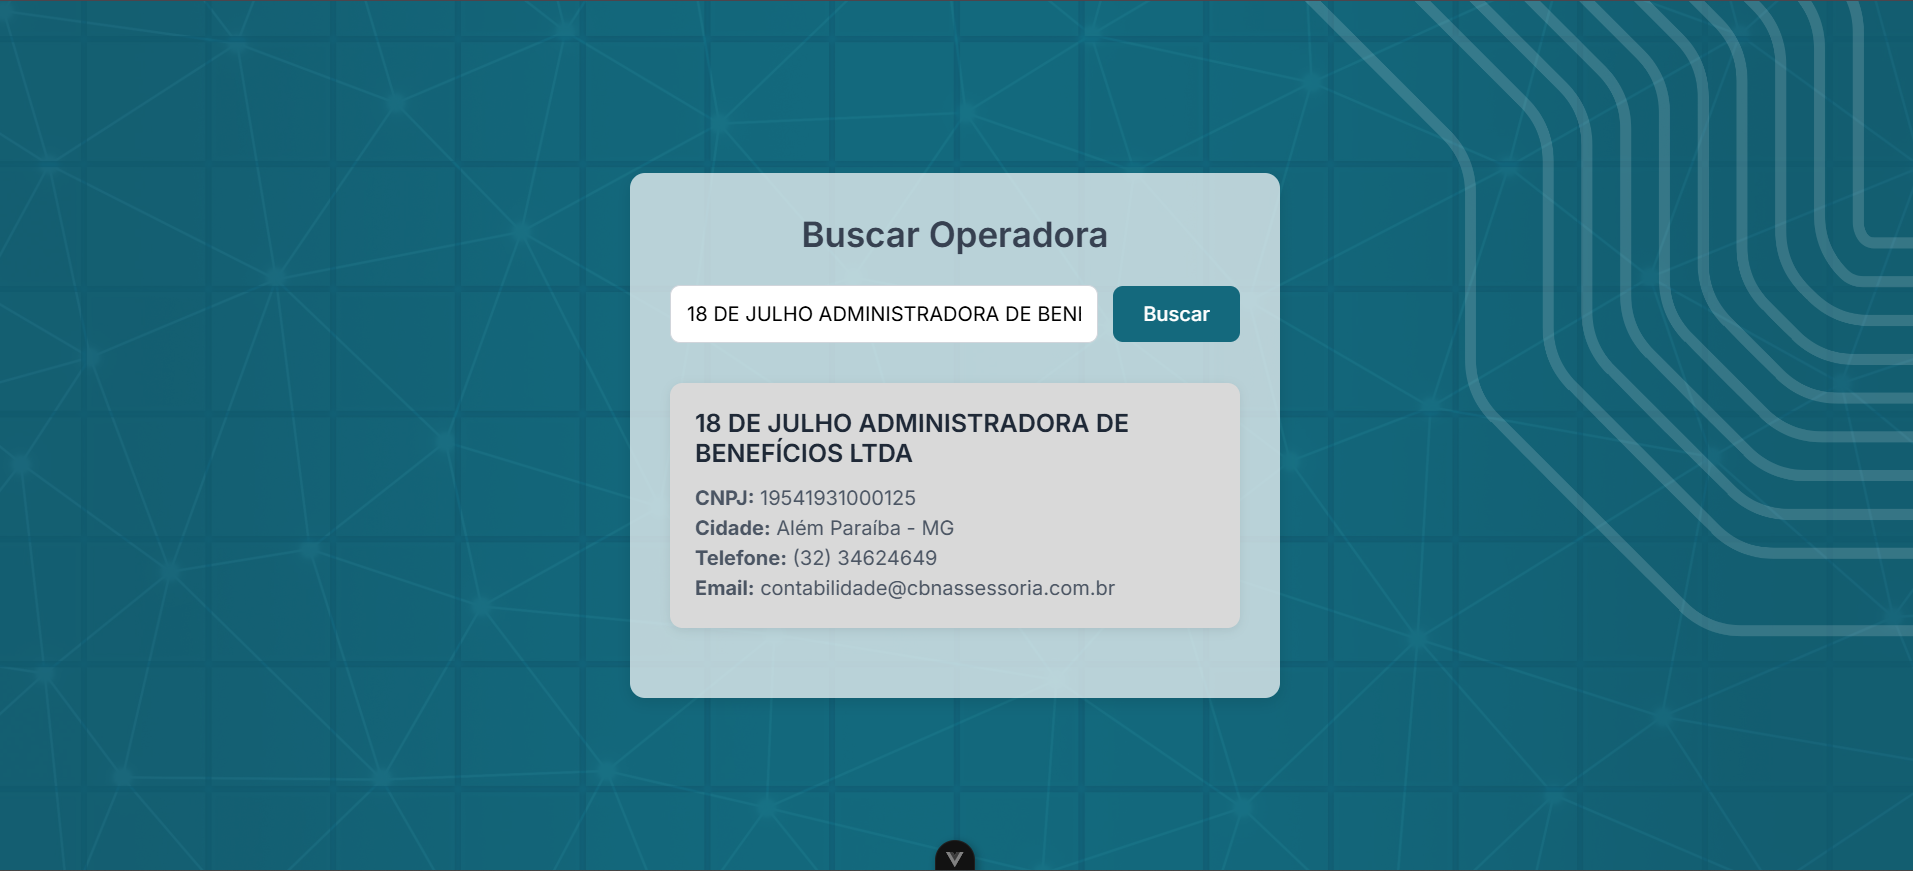 Buscar Operadora
18 DE JULHO ADMINISTRADORA DE BENI
Buscar
18 DE JULHO ADMINISTRADORA DE
BENEFÍCIOS LTDA
CNPJ: 19541931000125
Cidade: Além Paraíba - MG
Telefone: (32) 34624649
Email: contabilidade@cbnassessoria.com.br